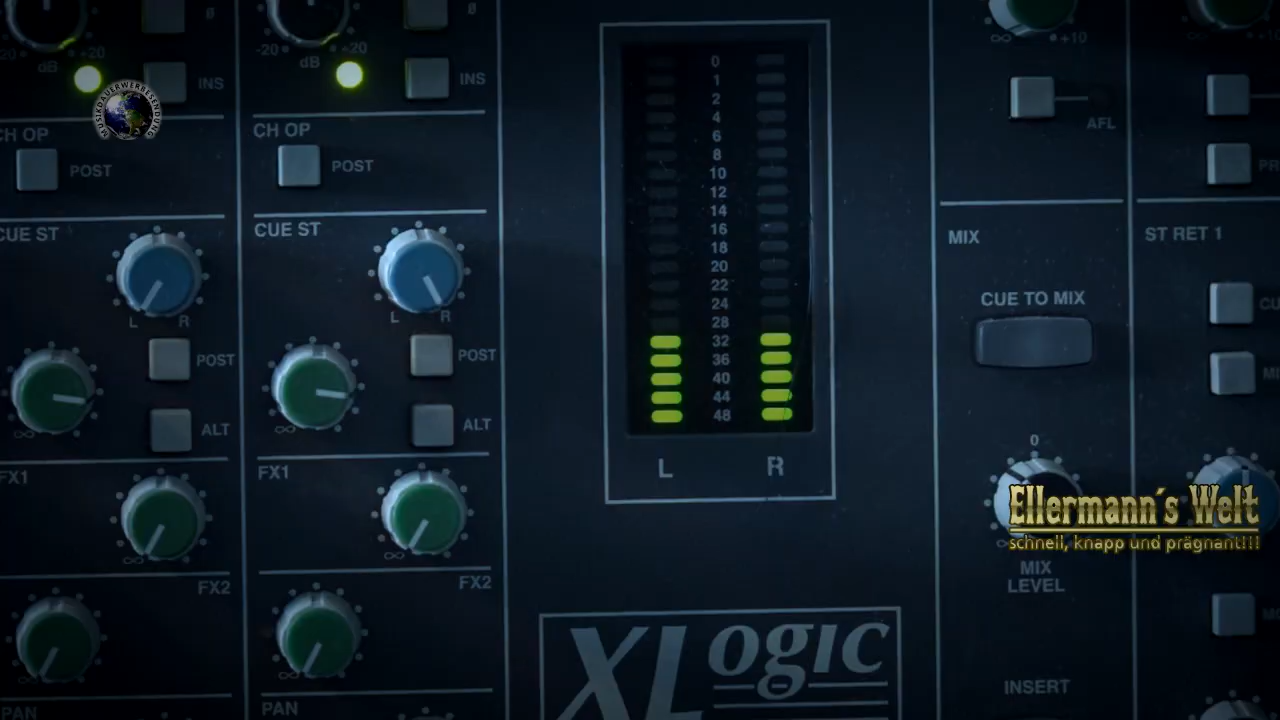 -20
+20
dB
INS
CH OP
POST
CUE ST
L
R
POST
ALT
FX1
FX2
PAN
-20
+20
dB
ø
INS
CH OP
POST
CUE ST
L
R
POST
∞
ALT
FX1
∞
FX2
∞
PAN
0
1
2
4
6
8
10
12
14
16
18
20
22
24
28
32
36
40
44
48
L R
XLogic
∞ +10
AFL
MIX
CUE TO MIX
0
MIX
LEVEL
INSERT
ST RET 1
MUSIKDAUERWERBESENDUNG
Ellermann´s Welt
schnell, knapp und prägnant!!!